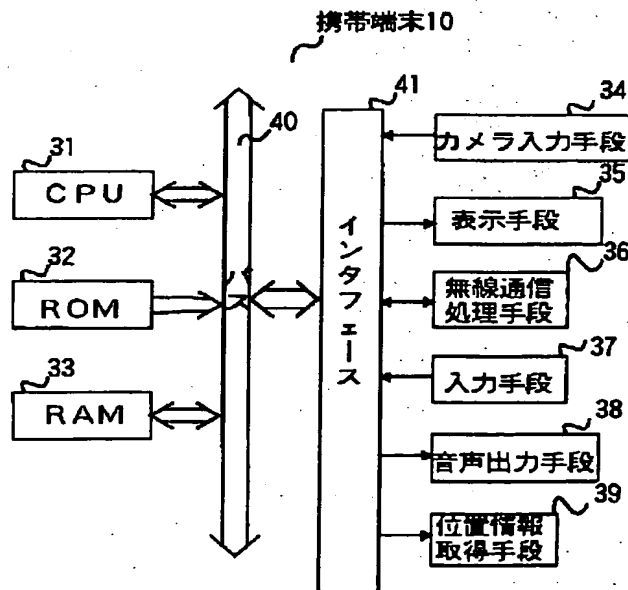 携帯端末10
31
CPU
32
ROM
33
RAM
40
バス
41
インタフェース
34
カメラ入力手段
35
表示手段
36
無線通信
処理手段
37
入力手段
38
音声出力手段
39
位置情報
取得手段